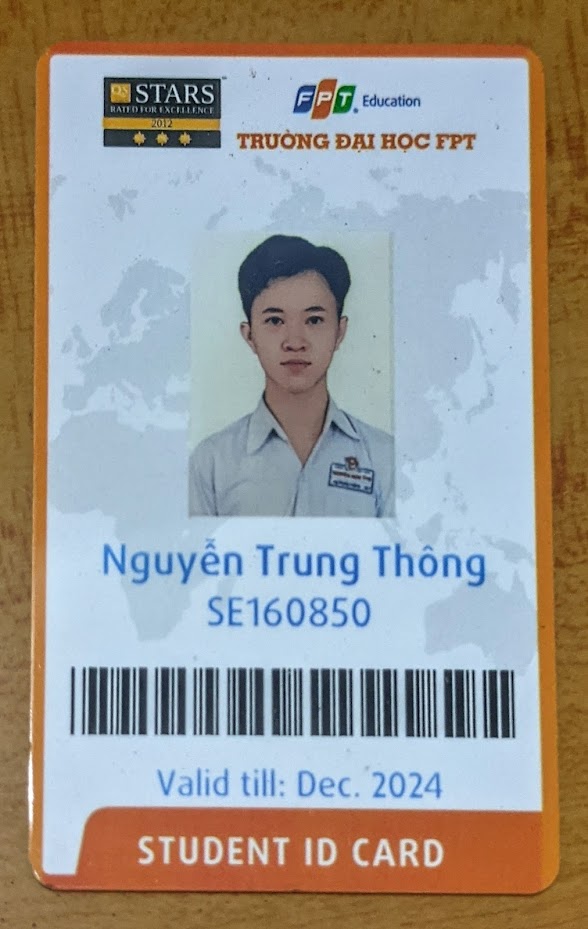 QS STARS
RATED FOR EXCELLENCE
2012
FPT Education
TRƯỜNG ĐẠI HỌC FPT
Nguyễn Trung Thông
SE160850
Valid till: Dec. 2024
STUDENT ID CARD